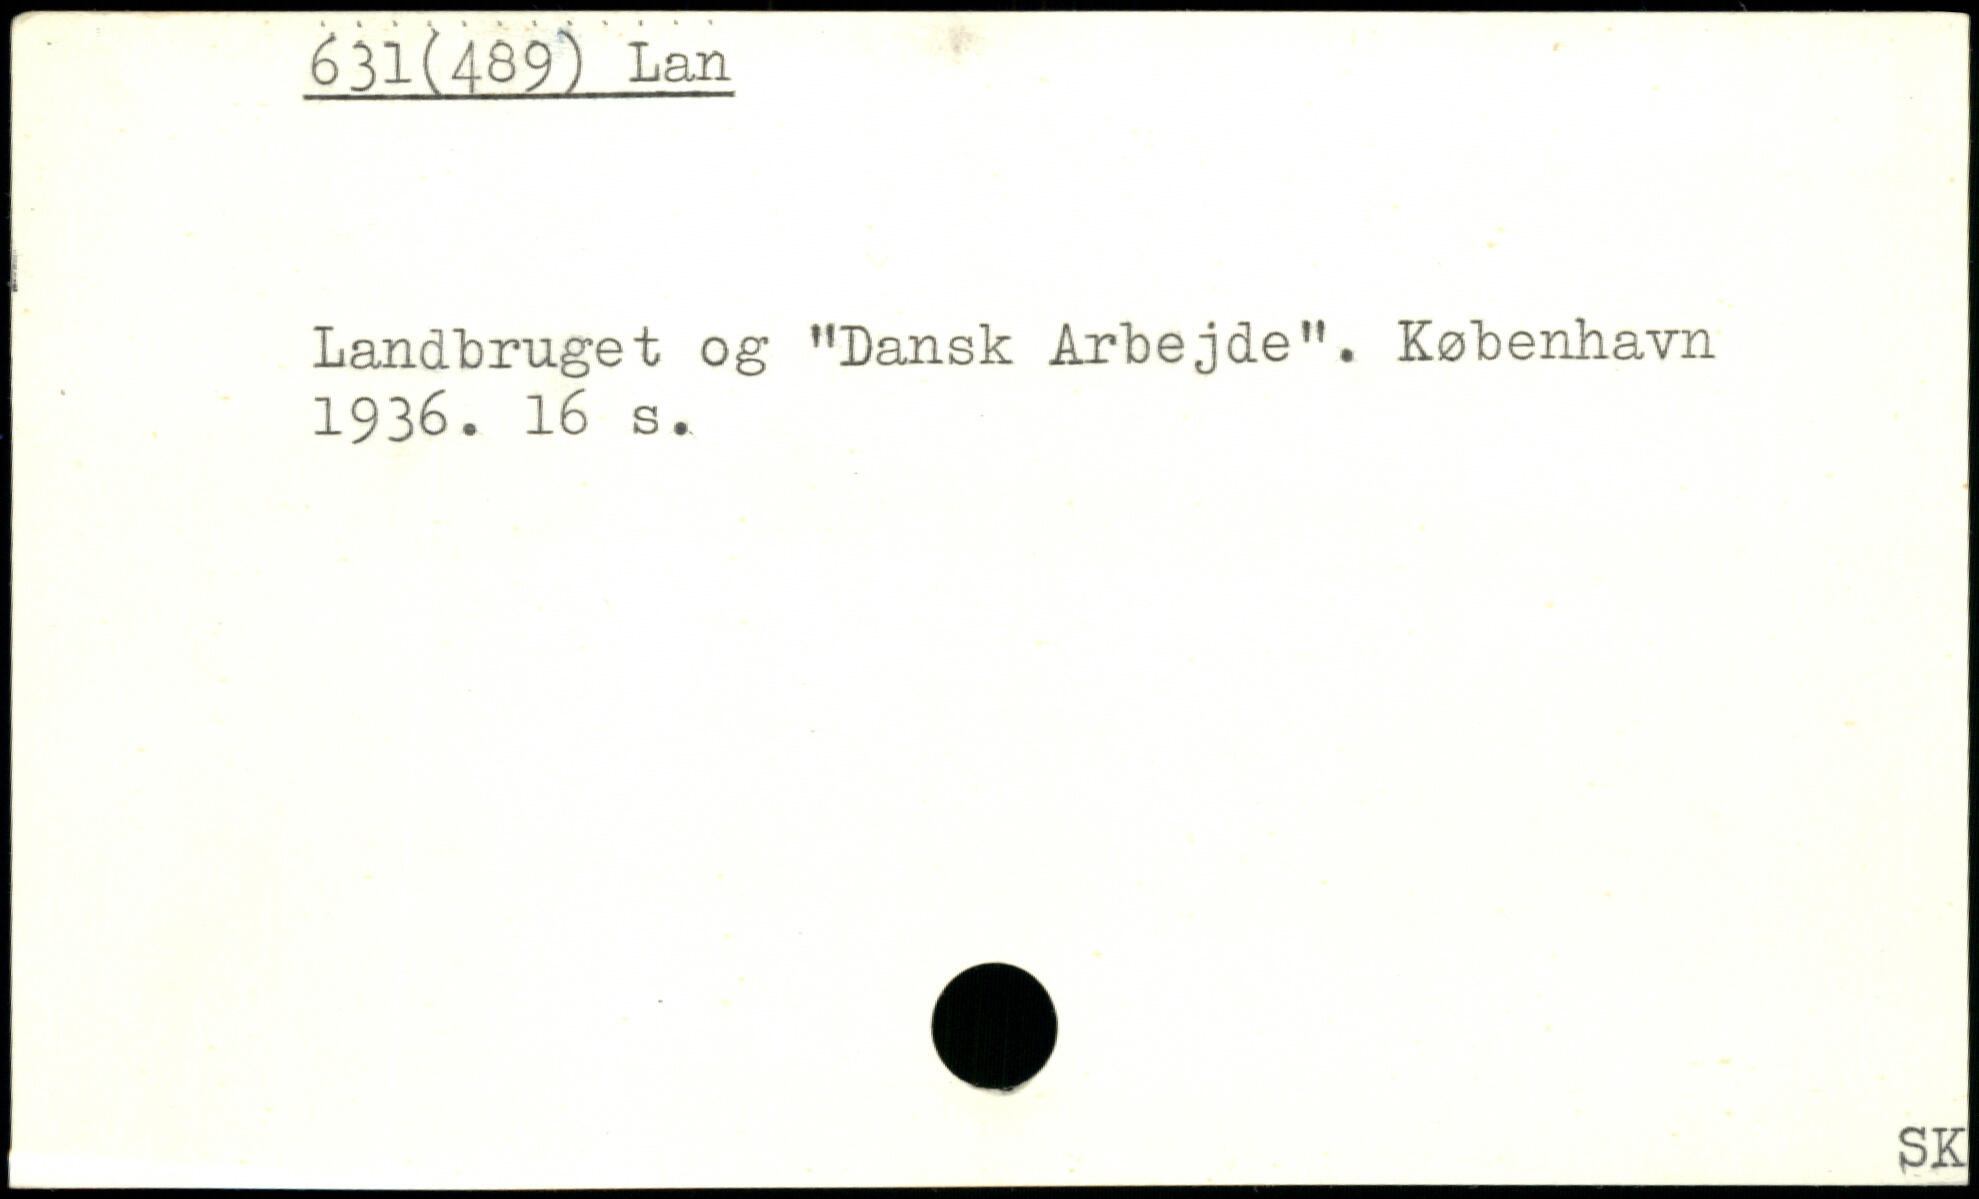 631(489) Lan
Landbruget og "Dansk Arbejde". København
1936. 16 s.
SK